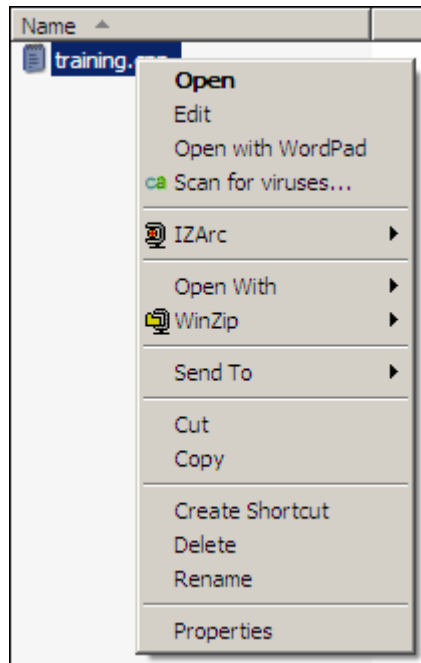 Name
training.
Open
Edit
Open with WordPad
ca Scan for viruses...
IZArc
Open With
WinZip
Send To
Cut
Copy
Create Shortcut
Delete
Rename
Properties